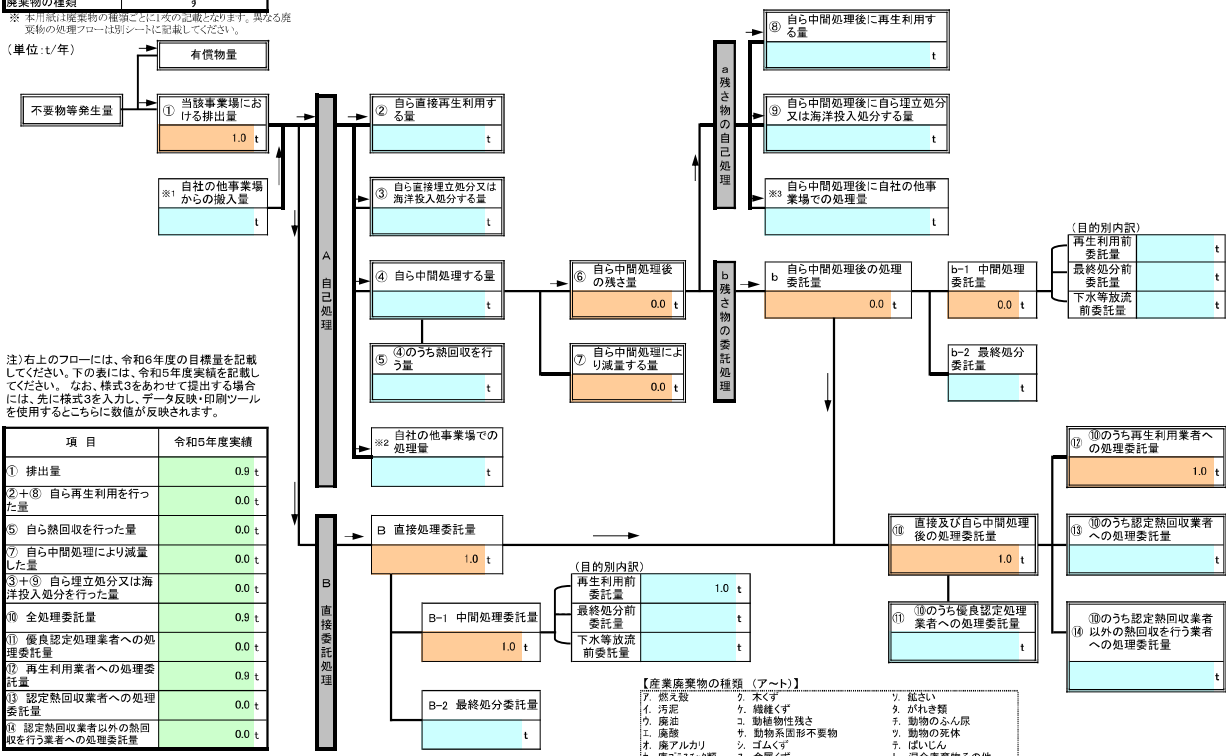 廃棄物の種類
す
※ 本用紙は廃棄物の種類ごとに1枚の記載となります。異なる廃
棄物の処理フローは別シートに記載してください。
(単位:t/年)
有償物量
不要物等発生量
① 当該事業場にお
ける排出量
1.0 t
※1 自社の他事業場
からの搬入量
t
A 自己処理
② 自ら直接再生利用す
る量
t
③ 自ら直接埋立処分又は
海洋投入処分する量
t
④ 自ら中間処理する量
t
⑤ ④のうち熱回収を行
う量
t
※2 自社の他事業場での
処理量
t
⑥ 自ら中間処理後
の残さ量
0.0 t
⑦ 自ら中間処理によ
り減量する量
0.0 t
a 残さ物の自己処理
⑧ 自ら中間処理後に再生利用す
る量
t
⑨ 自ら中間処理後に自ら埋立処分
又は海洋投入処分する量
t
※3 自ら中間処理後に自社の他事
業場での処理量
t
b 残さ物の委託処理
b 自ら中間処理後の処理
委託量
0.0 t
b-1 中間処理
委託量
0.0 t
(目的別内訳)
再生利用前
委託量
t
最終処分前
委託量
t
下水等放流
前委託量
t
b-2 最終処分
委託量
t
注)右上のフローには、令和6年度の目標量を記載
してください。下の表には、令和5年度実績を記載し
てください。 なお、様式3をあわせて提出する場合
には、先に様式3を入力し、データ反映・印刷ツール
を使用するとこちらに数値が反映されます。
項 目 令和5年度実績
① 排出量 0.9 t
②+⑧ 自ら再生利用を行っ
た量 0.0 t
⑤ 自ら熱回収を行った量 0.0 t
⑦ 自ら中間処理により減量
した量 0.0 t
③+⑨ 自ら埋立処分又は海
洋投入処分を行った量 0.0 t
⑩ 全処理委託量 0.9 t
⑪ 優良認定処理業者への処
理委託量 0.0 t
⑫ 再生利用業者への処理委
託量 0.9 t
⑬ 認定熱回収業者への処理
委託量 0.0 t
⑭ 認定熱回収業者以外の熱回
収を行う業者への処理委託量 0.0 t
B 直接委託処理
B 直接処理委託量
1.0 t
B-1 中間処理委託量
1.0 t
(目的別内訳)
再生利用前
委託量
1.0 t
最終処分前
委託量
t
下水等放流
前委託量
t
B-2 最終処分委託量
t
⑩ 直接及び自ら中間処理
後の処理委託量
1.0 t
⑪ ⑩のうち優良認定処理
業者への処理委託量
t
⑫ ⑩のうち再生利用業者へ
の処理委託量
1.0 t
⑬ ⑩のうち認定熱回収業者
への処理委託量
t
⑭ ⑩のうち認定熱回収業者
以外の熱回収を行う業者
への処理委託量
t
【産業廃棄物の種類 (ア~ト)】
ア. 燃え殻 ク. 木くず ソ. 鉱さい
イ. 汚泥 ケ. 繊維くず タ. がれき類
ウ. 廃油 コ. 動植物性残さ チ. 動物のふん尿
エ. 廃酸 サ. 動物系固形不要物 ツ. 動物の死体
オ. 廃アルカリ シ. ゴムくず テ. ばいじん